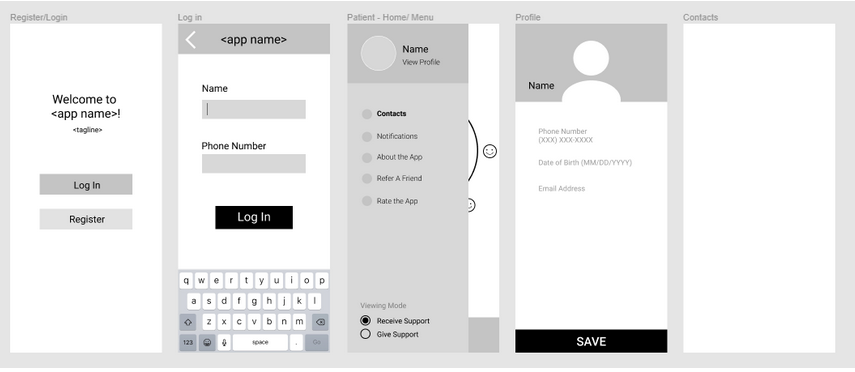 Register/Login
Welcome to
<app name>!
<tagline>
Log In
Register
Log in
<app name>
Name
Phone Number
Log In
q w e r t y u i o p
a s d f g h j k l
z x c v b n m
123 space . Go
Patient - Home/ Menu
Name
View Profile
Contacts
Notifications
About the App
Refer A Friend
Rate the App
Viewing Mode
Receive Support
Give Support
Profile
Name
Phone Number
(XXX) XXX-XXXX
Date of Birth (MM/DD/YYYY)
Email Address
SAVE
Contacts